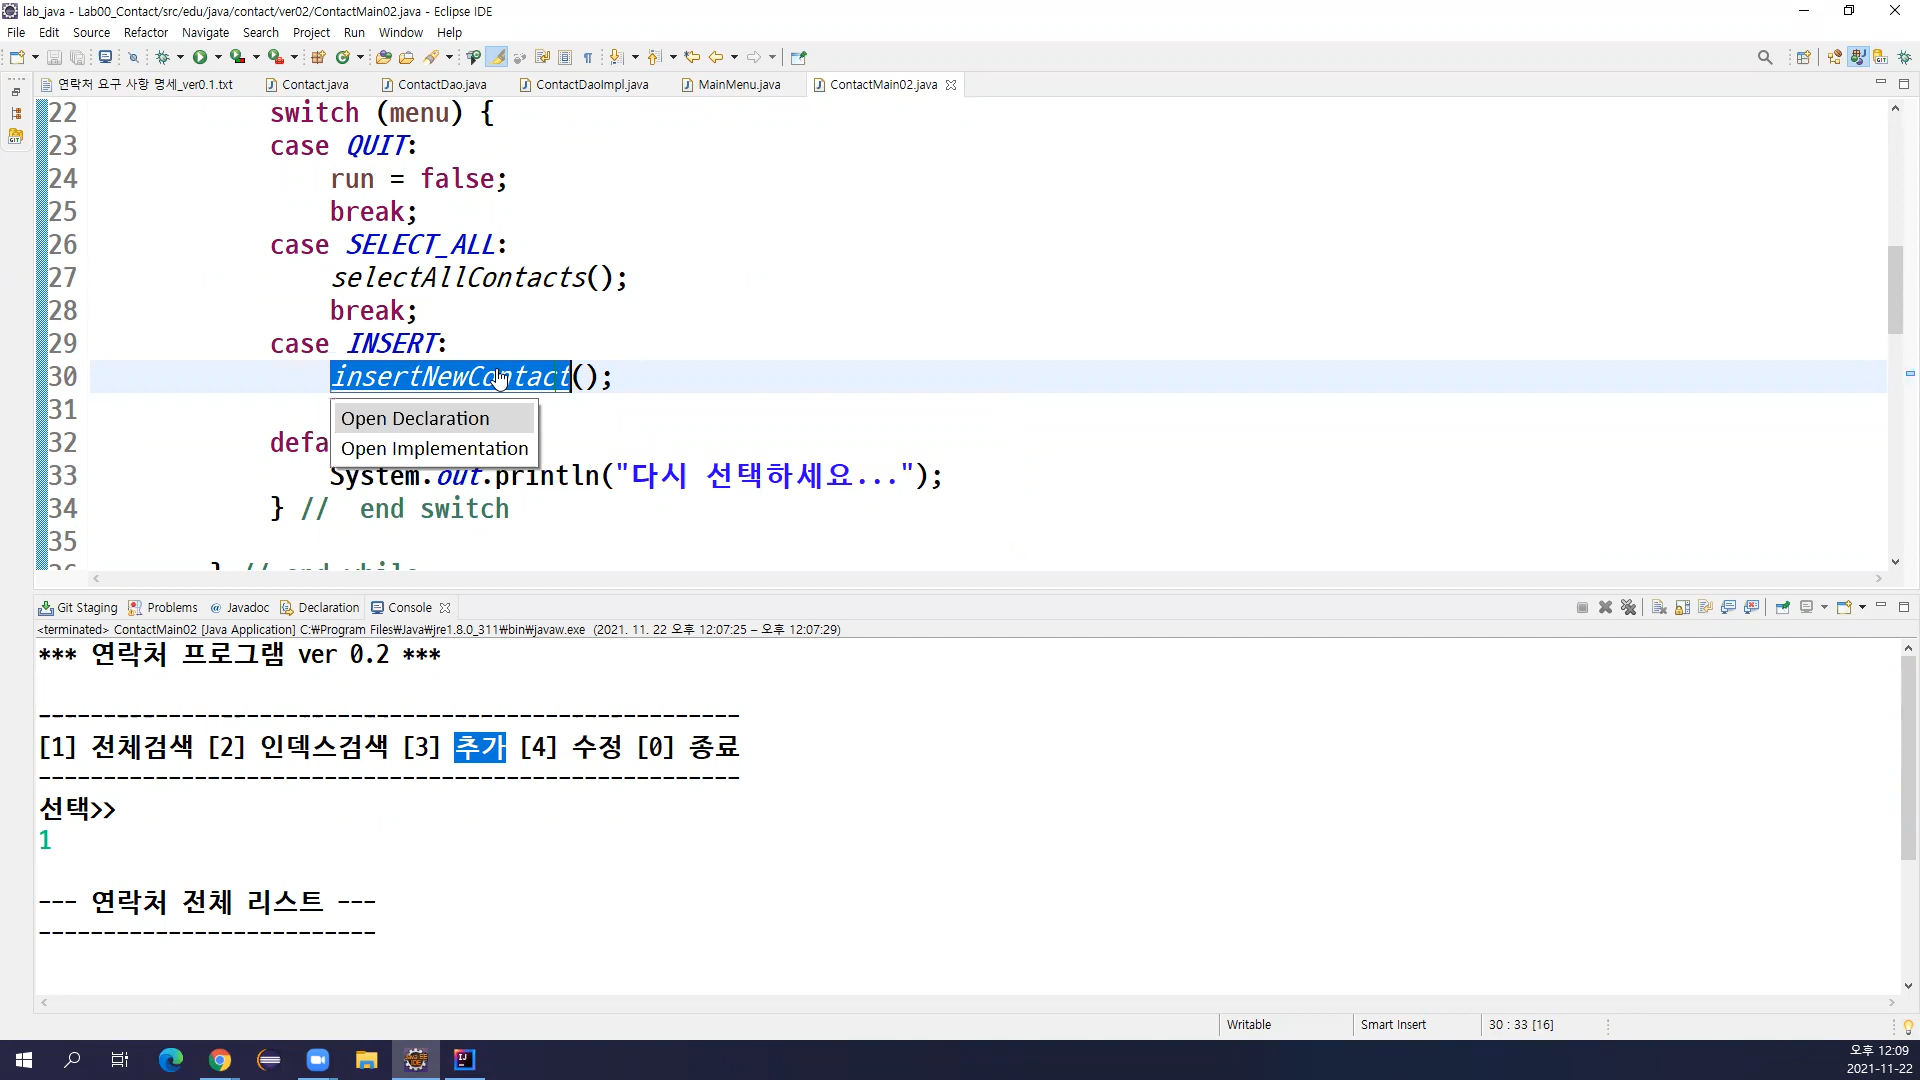 lab_java - Lab00_Contact/src/edu/java/contact/ver02/ContactMain02.java - Eclipse IDE
File Edit Source Refactor Navigate Search Project Run Window Help
연락처 요구 사항 명세_ver0.1.txt Contact.java ContactDao.java ContactDaoImpl.java MainMenu.java ContactMain02.java
22 switch (menu) {
23 case QUIT:
24 run = false;
25 break;
26 case SELECT_ALL:
27 selectAllContacts();
28 break;
29 case INSERT:
30 insertNewContact();
31
Open Declaration
32 defa
Open Implementation
33 System.out.println("다시 선택하세요...");
34 } // end switch
35
Git Staging Problems @ Javadoc Declaration Console
<terminated> ContactMain02 [Java Application] C:₩Program Files₩Java₩jre1.8.0_311₩bin₩javaw.exe (2021. 11. 22 오후 12:07:25 – 오후 12:07:29)
*** 연락처 프로그램 ver 0.2 ***
----------------------------------------------------
[1] 전체검색 [2] 인덱스검색 [3] 추가 [4] 수정 [0] 종료
----------------------------------------------------
선택>>
1
--- 연락처 전체 리스트 ---
-------------------------
Writable Smart Insert 30 : 33 [16]
오후 12:09
2021-11-22